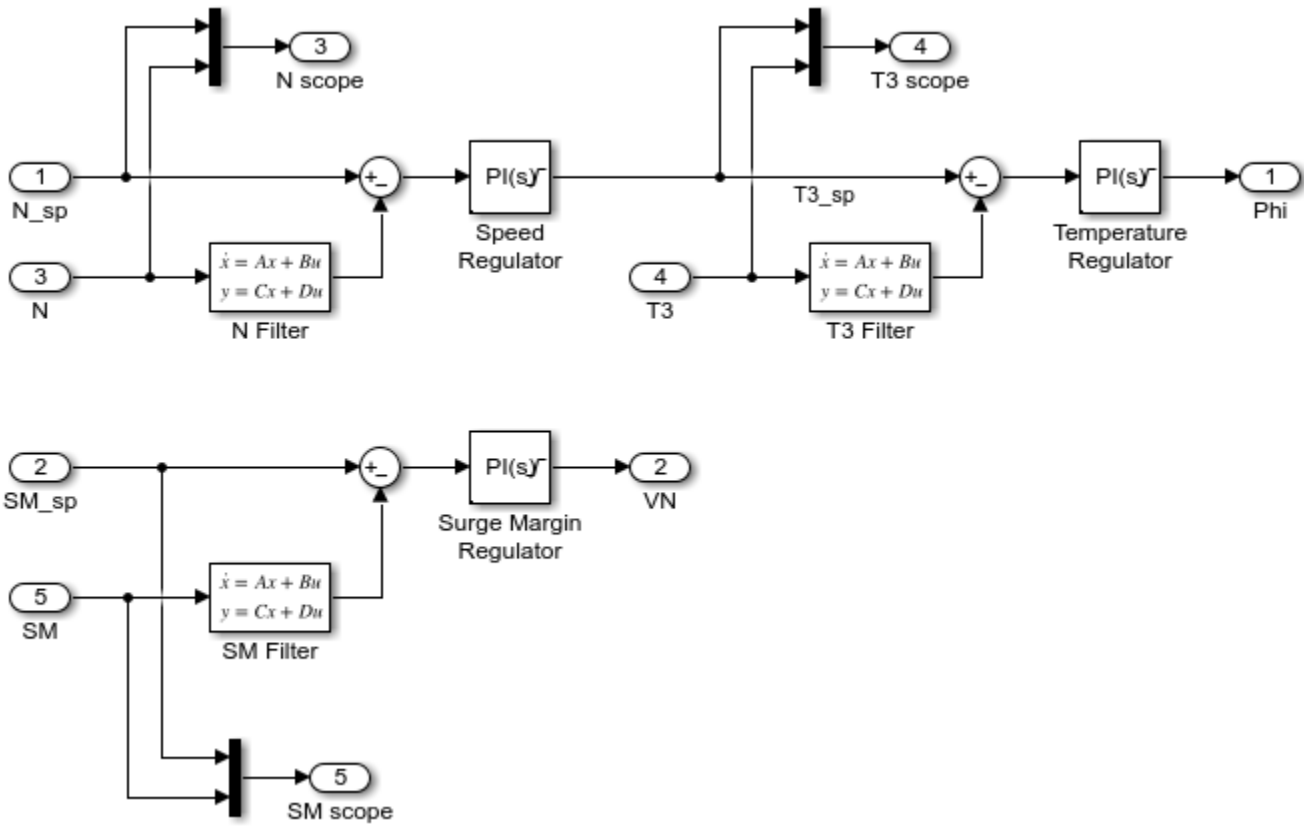 3
N scope
4
T3 scope
1
N_sp
+
-
PI(s)
Speed
Regulator
T3_sp
+
-
PI(s)
Temperature
Regulator
1
Phi
3
N
ẋ = Ax + Bu
y = Cx + Du
N Filter
4
T3
ẋ = Ax + Bu
y = Cx + Du
T3 Filter
2
SM_sp
+
-
PI(s)
Surge Margin
Regulator
2
VN
5
SM
ẋ = Ax + Bu
y = Cx + Du
SM Filter
5
SM scope